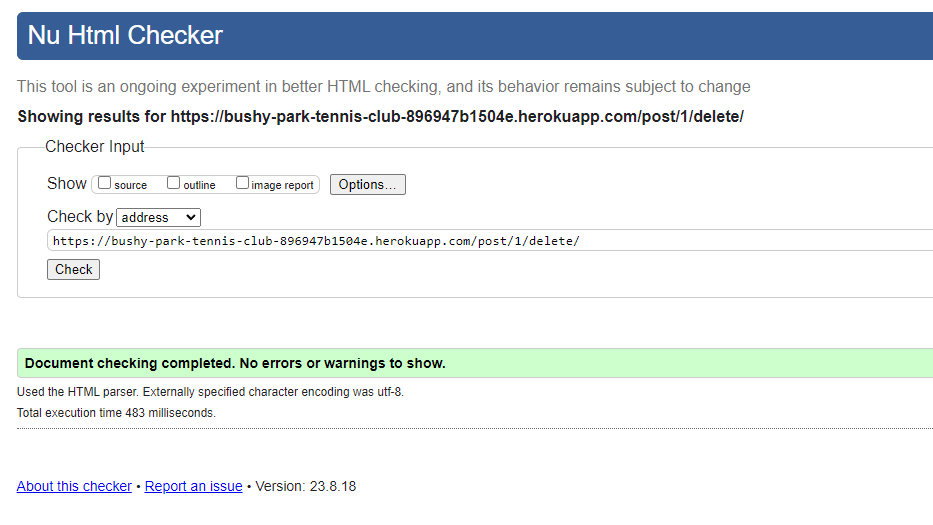 Nu Html Checker
This tool is an ongoing experiment in better HTML checking, and its behavior remains subject to change
Showing results for https://bushy-park-tennis-club-896947b1504e.herokuapp.com/post/1/delete/
Checker Input
Show source outline image report Options...
Check by address
https://bushy-park-tennis-club-896947b1504e.herokuapp.com/post/1/delete/
Check
Document checking completed. No errors or warnings to show.
Used the HTML parser. Externally specified character encoding was utf-8.
Total execution time 483 milliseconds.
About this checker • Report an issue • Version: 23.8.18